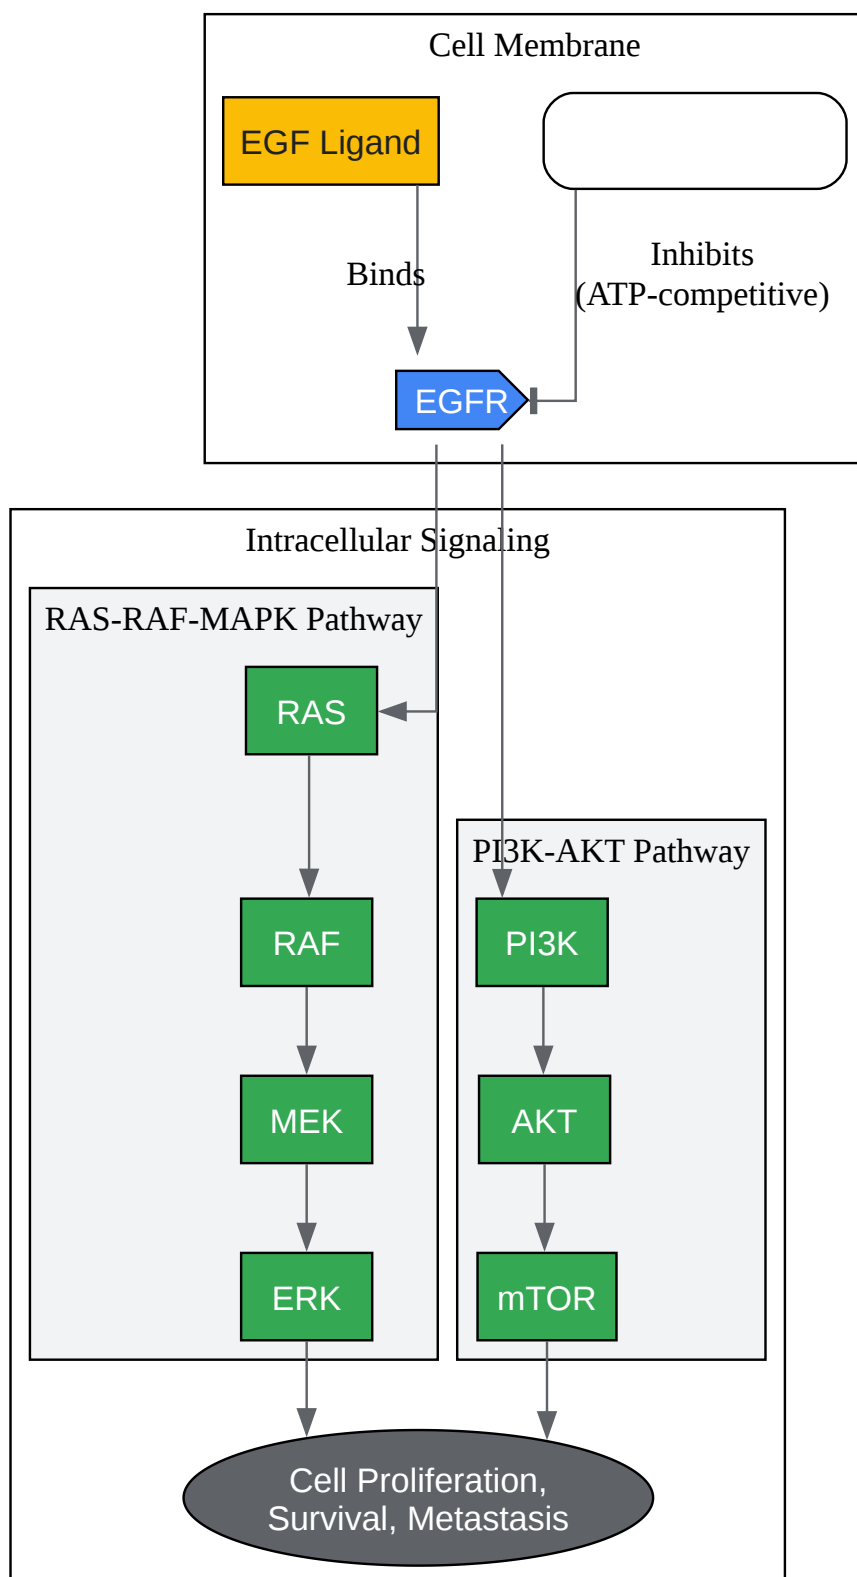 Cell Membrane
EGF Ligand
Binds
Inhibits
(ATP-competitive)
EGFR
Intracellular Signaling
RAS-RAF-MAPK Pathway
RAS
PI3K-AKT Pathway
RAF
PI3K
MEK
AKT
ERK
mTOR
Cell Proliferation,
Survival, Metastasis